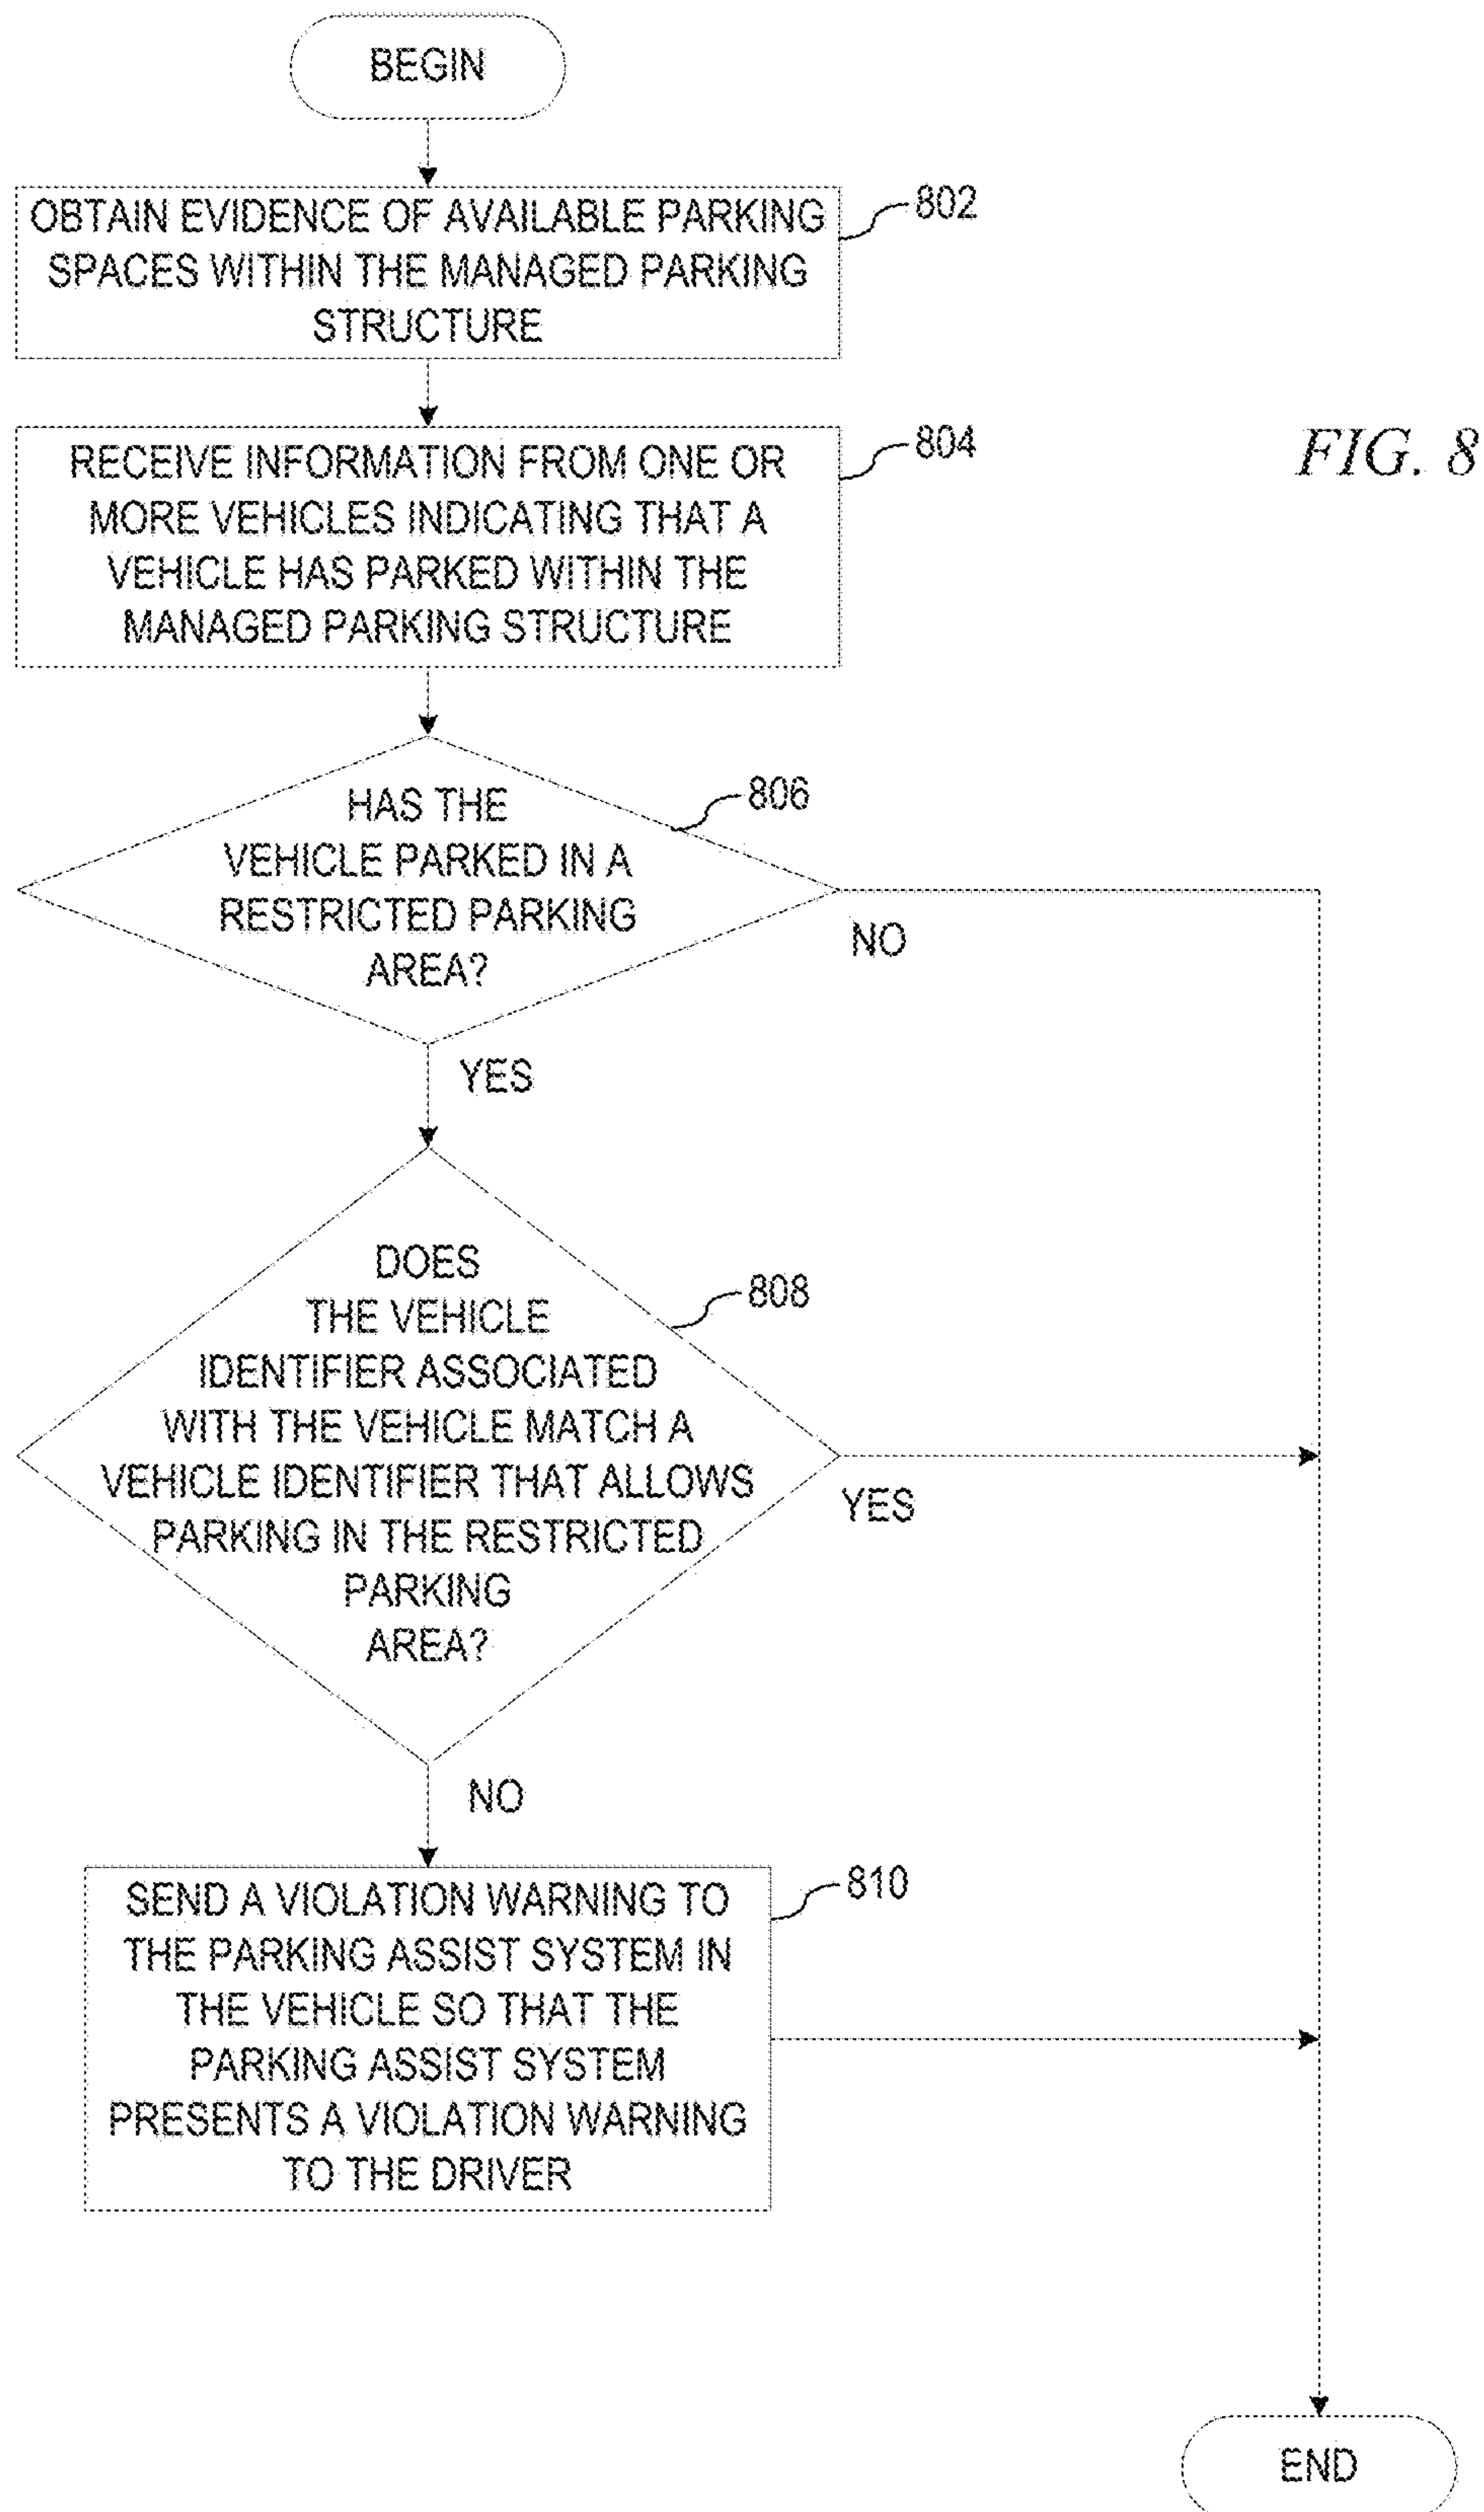 BEGIN
OBTAIN EVIDENCE OF AVAILABLE PARKING
SPACES WITHIN THE MANAGED PARKING
STRUCTURE
802
RECEIVE INFORMATION FROM ONE OR
MORE VEHICLES INDICATING THAT A
VEHICLE HAS PARKED WITHIN THE
MANAGED PARKING STRUCTURE
804
FIG. 8
HAS THE
VEHICLE PARKED IN A
RESTRICTED PARKING
AREA?
806
NO
YES
DOES
THE VEHICLE
IDENTIFIER ASSOCIATED
WITH THE VEHICLE MATCH A
VEHICLE IDENTIFIER THAT ALLOWS
PARKING IN THE RESTRICTED
PARKING
AREA?
808
YES
NO
SEND A VIOLATION WARNING TO
THE PARKING ASSIST SYSTEM IN
THE VEHICLE SO THAT THE
PARKING ASSIST SYSTEM
PRESENTS A VIOLATION WARNING
TO THE DRIVER
810
END